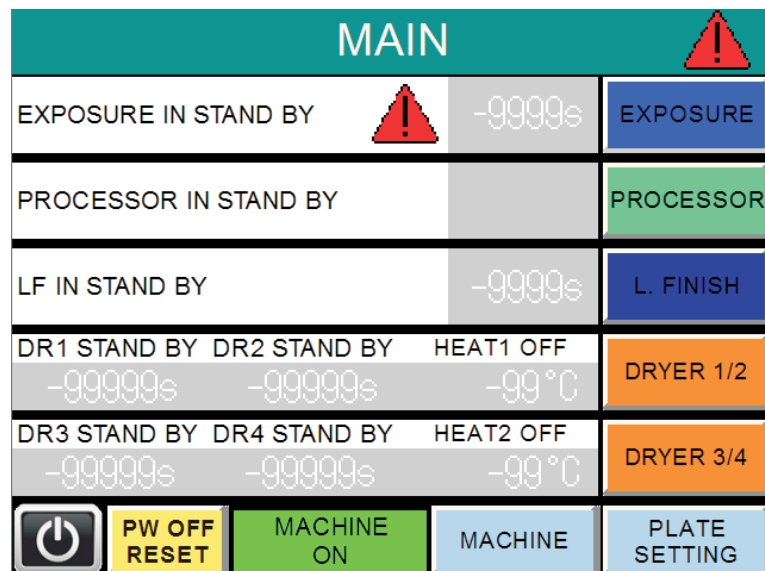 MAIN
EXPOSURE IN STAND BY -9999s EXPOSURE
PROCESSOR IN STAND BY PROCESSOR
LF IN STAND BY -9999s L. FINISH
DR1 STAND BY DR2 STAND BY HEAT1 OFF
-99999s -99999s -99°C DRYER 1/2
DR3 STAND BY DR4 STAND BY HEAT2 OFF
-99999s -99999s -99°C DRYER 3/4
PW OFF RESET
MACHINE ON
MACHINE
PLATE SETTING